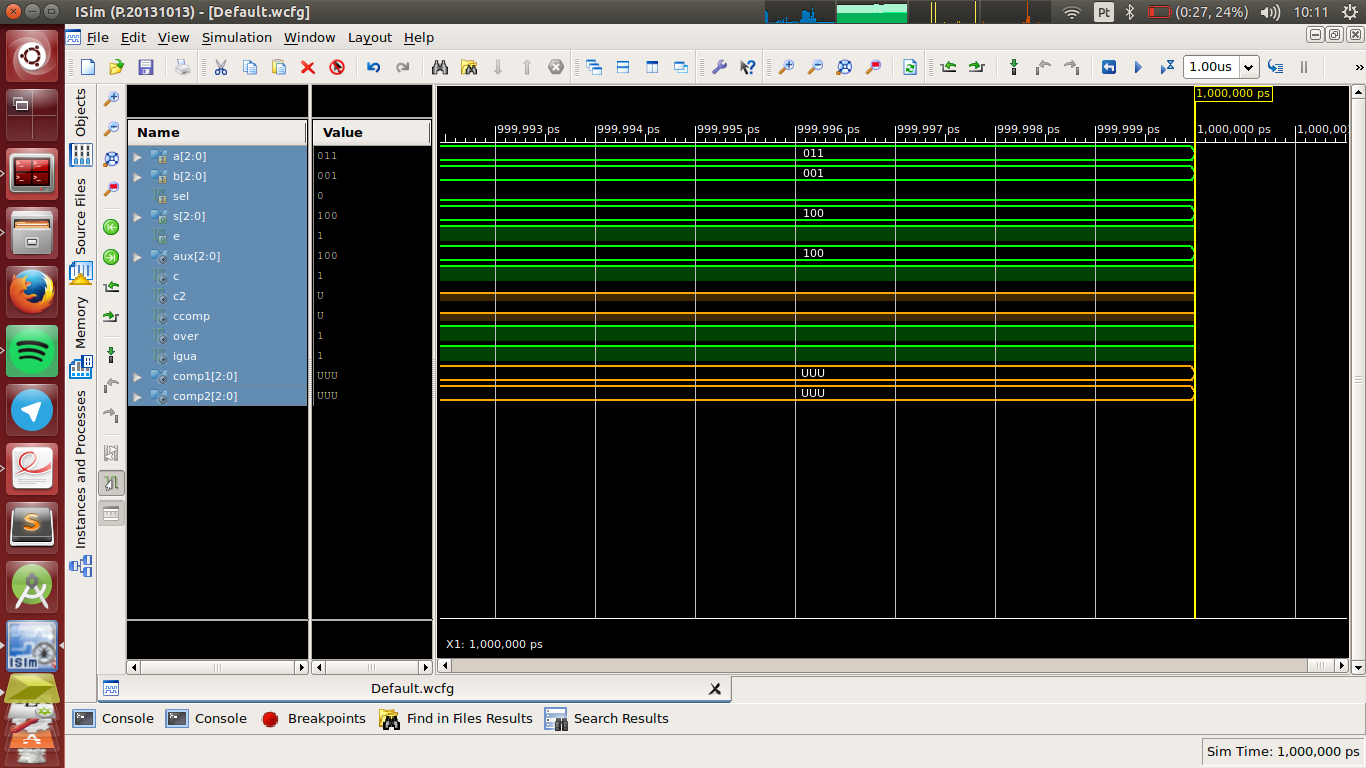 ISim (P.20131013) - [Default.wcfg]
Pt
(0:27, 24%)
10:11
File Edit View Simulation Window Layout Help
1.00us
»
Objects
Source Files
Memory
Instances and Processes
Name
Value
1,000,000 ps
999,993 ps 999,994 ps 999,995 ps 999,996 ps 999,997 ps 999,998 ps 999,999 ps 1,000,000 ps 1,000,00
a[2:0] 011 011
b[2:0] 001 001
sel 0
s[2:0] 100 100
e 1
aux[2:0] 100 100
c 1
c2 U
ccomp U
over 1
igua 1
comp1[2:0] UUU UUU
comp2[2:0] UUU UUU
X1: 1,000,000 ps
Default.wcfg
Console Console Breakpoints Find in Files Results Search Results
Sim Time: 1,000,000 ps
S
ISim